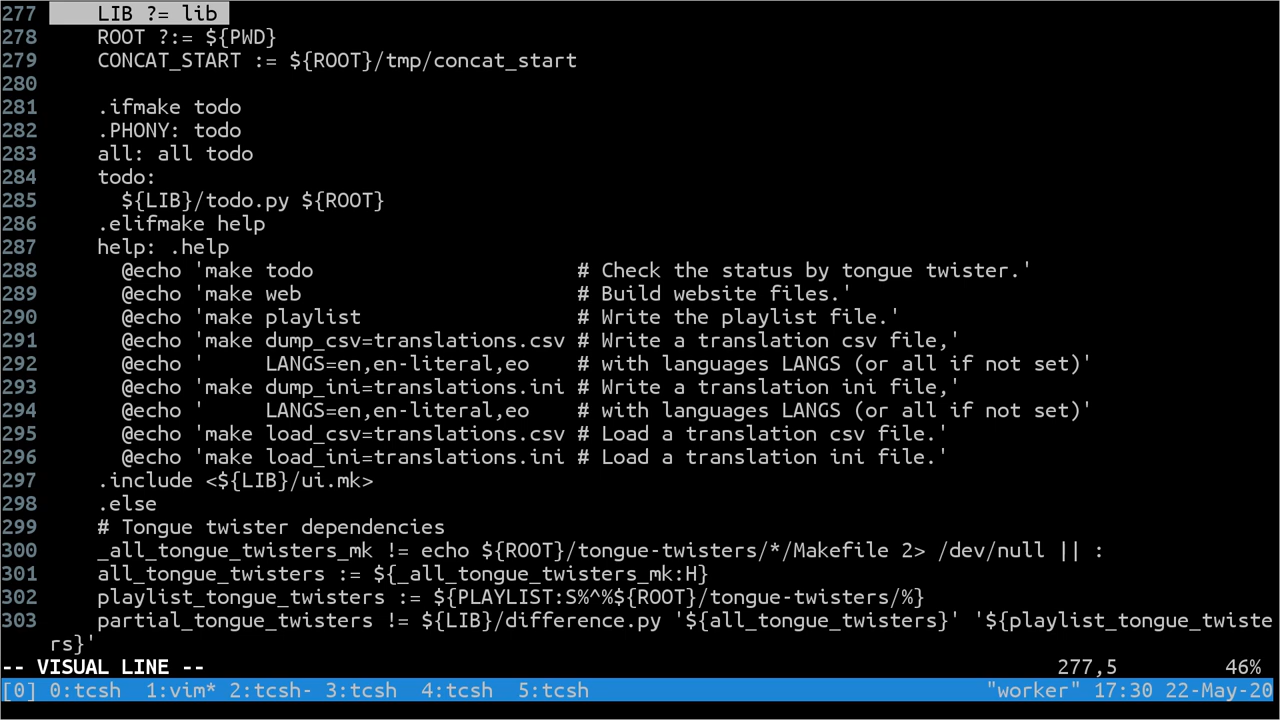 277     LIB ?= lib
278     ROOT ?:= ${PWD}
279     CONCAT_START := ${ROOT}/tmp/concat_start
280
281     .ifmake todo
282     .PHONY: todo
283     all: all todo
284     todo:
285       ${LIB}/todo.py ${ROOT}
286     .elifmake help
287     help: .help
288       @echo 'make todo                      # Check the status by tongue twister.'
289       @echo 'make web                       # Build website files.'
290       @echo 'make playlist                  # Write the playlist file.'
291       @echo 'make dump_csv=translations.csv # Write a translation csv file,'
292       @echo '     LANGS=en,en-literal,eo    # with languages LANGS (or all if not set)'
293       @echo 'make dump_ini=translations.ini # Write a translation ini file,'
294       @echo '     LANGS=en,en-literal,eo    # with languages LANGS (or all if not set)'
295       @echo 'make load_csv=translations.csv # Load a translation csv file.'
296       @echo 'make load_ini=translations.ini # Load a translation ini file.'
297     .include <${LIB}/ui.mk>
298     .else
299     # Tongue twister dependencies
300     _all_tongue_twisters_mk != echo ${ROOT}/tongue-twisters/*/Makefile 2> /dev/null || :
301     all_tongue_twisters := ${_all_tongue_twisters_mk:H}
302     playlist_tongue_twisters := ${PLAYLIST:S%^%${ROOT}/tongue-twisters/%}
303     partial_tongue_twisters != ${LIB}/difference.py '${all_tongue_twisters}' '${playlist_tongue_twiste
    rs}'
-- VISUAL LINE --                                                                       277,5         46%
[0] 0:tcsh  1:vim* 2:tcsh- 3:tcsh  4:tcsh  5:tcsh                                 "worker" 17:30 22-May-20